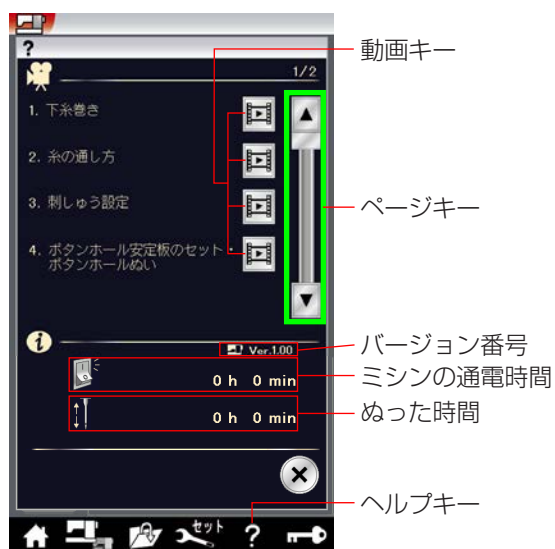 ?
動画キー
1/2
1. 下糸巻き
2. 糸の通し方
3. 刺しゅう設定
ページキー
4. ボタンホール安定板のセット・
ボタンホールぬい
i
Ver.1.00
バージョン番号
0 h 0 min
ミシンの通電時間
0 h 0 min
ぬった時間
ヘルプキー
セット
?